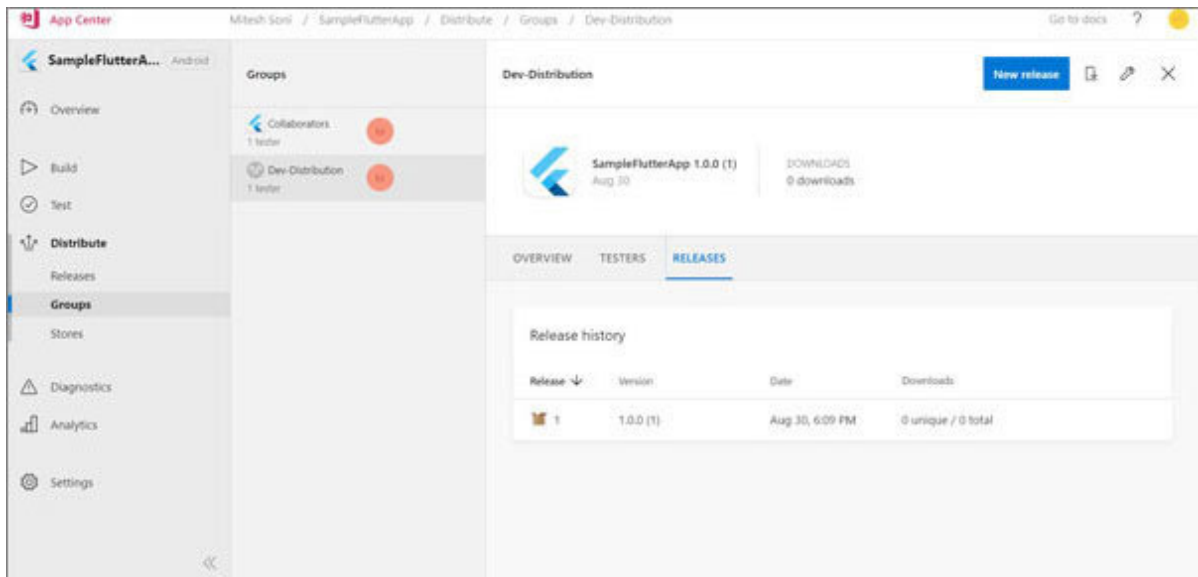 App Center
Mitesh Soni / SampleFlutterApp / Distribute / Groups / Dev-Distribution
Go to docs ?
SampleFlutterA... Android
Overview
Build
Test
Distribute
Releases
Groups
Stores
Diagnostics
Analytics
Settings
Groups
Collaborators
1 tester
Dev-Distribution
1 tester
Dev-Distribution
New release
SampleFlutterApp 1.0.0 (1)
Aug 30
DOWNLOADS
0 downloads
OVERVIEW TESTERS RELEASES
Release history
Release Version Date Downloads
1 1.0.0 (1) Aug 30, 6:09 PM 0 unique / 0 total